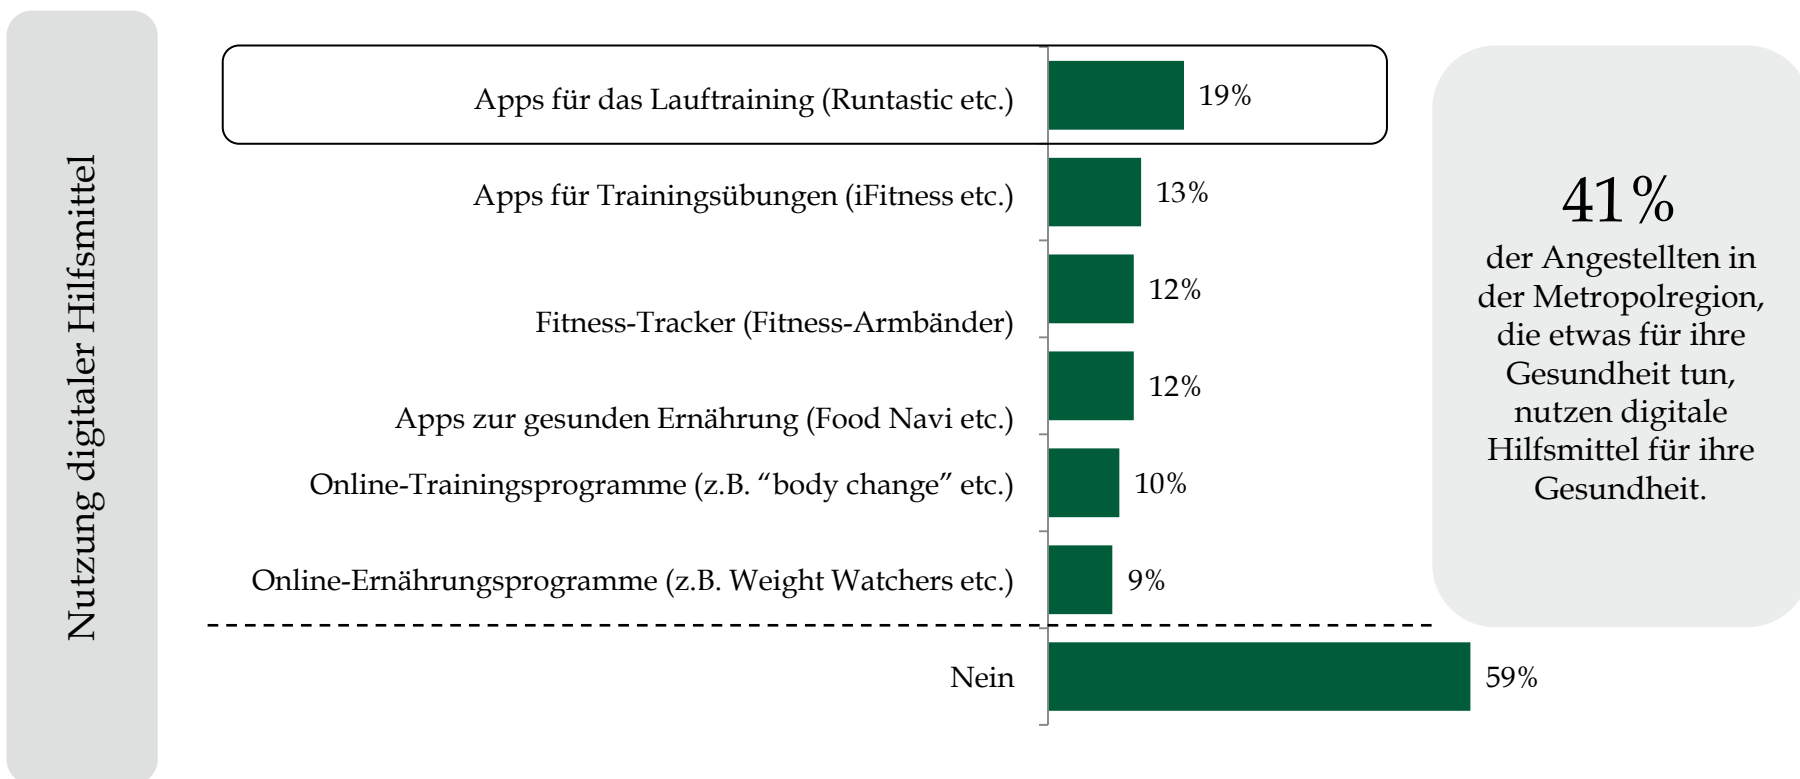 Nutzung digitaler Hilfsmittel
Apps für das Lauftraining (Runtastic etc.)
19%
Apps für Trainingsübungen (iFitness etc.)
13%
Fitness-Tracker (Fitness-Armbänder)
12%
Apps zur gesunden Ernährung (Food Navi etc.)
12%
Online-Trainingsprogramme (z.B. “body change” etc.)
10%
Online-Ernährungsprogramme (z.B. Weight Watchers etc.)
9%
Nein
59%
41%
der Angestellten in
der Metropolregion,
die etwas für ihre
Gesundheit tun,
nutzen digitale
Hilfsmittel für ihre
Gesundheit.